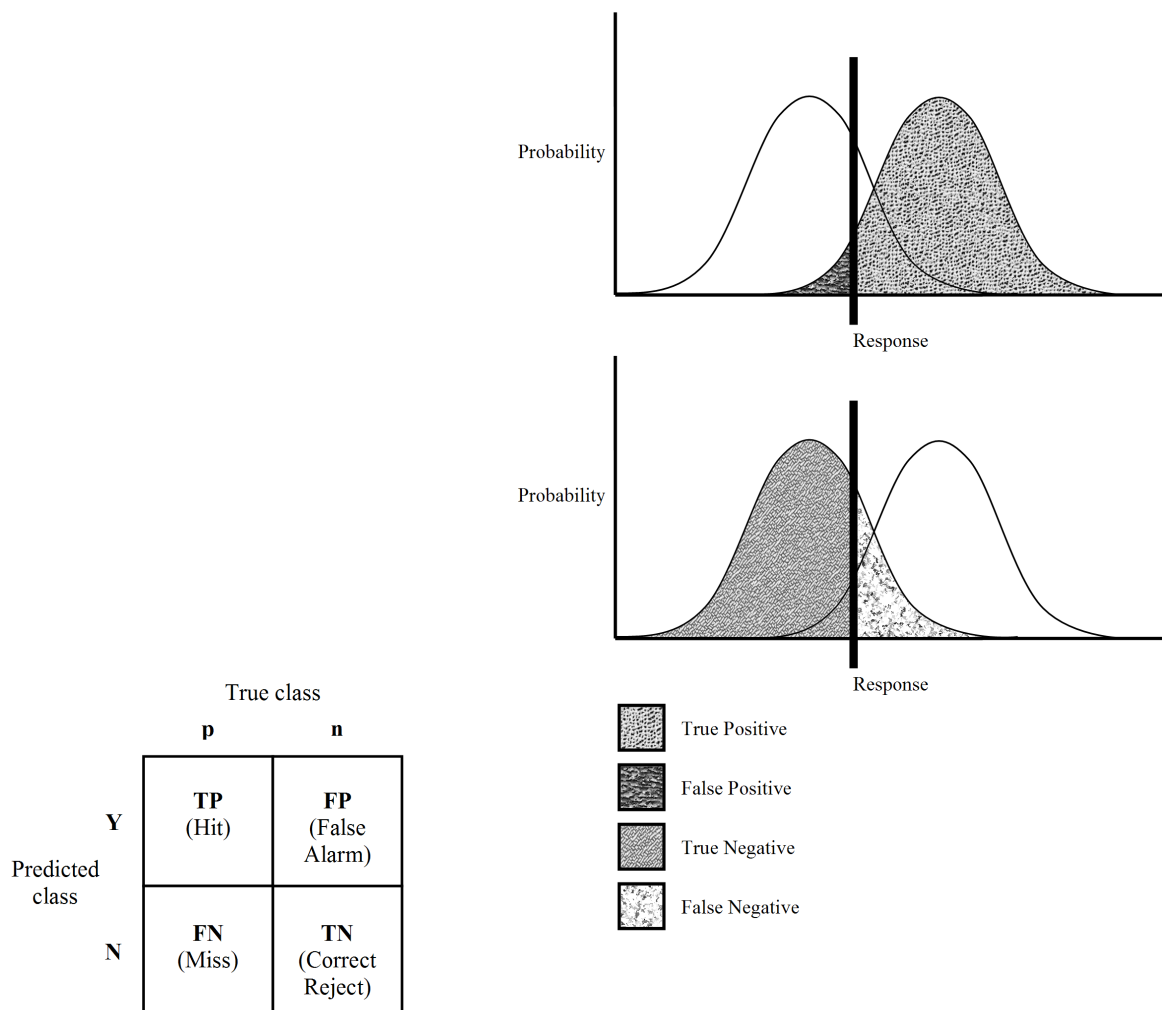 Probability
Response
Probability
Response
True Positive
False Positive
True Negative
False Negative
True class
p n
Y
TP
(Hit)
FP
(False
Alarm)
Predicted
class
N
FN
(Miss)
TN
(Correct
Reject)